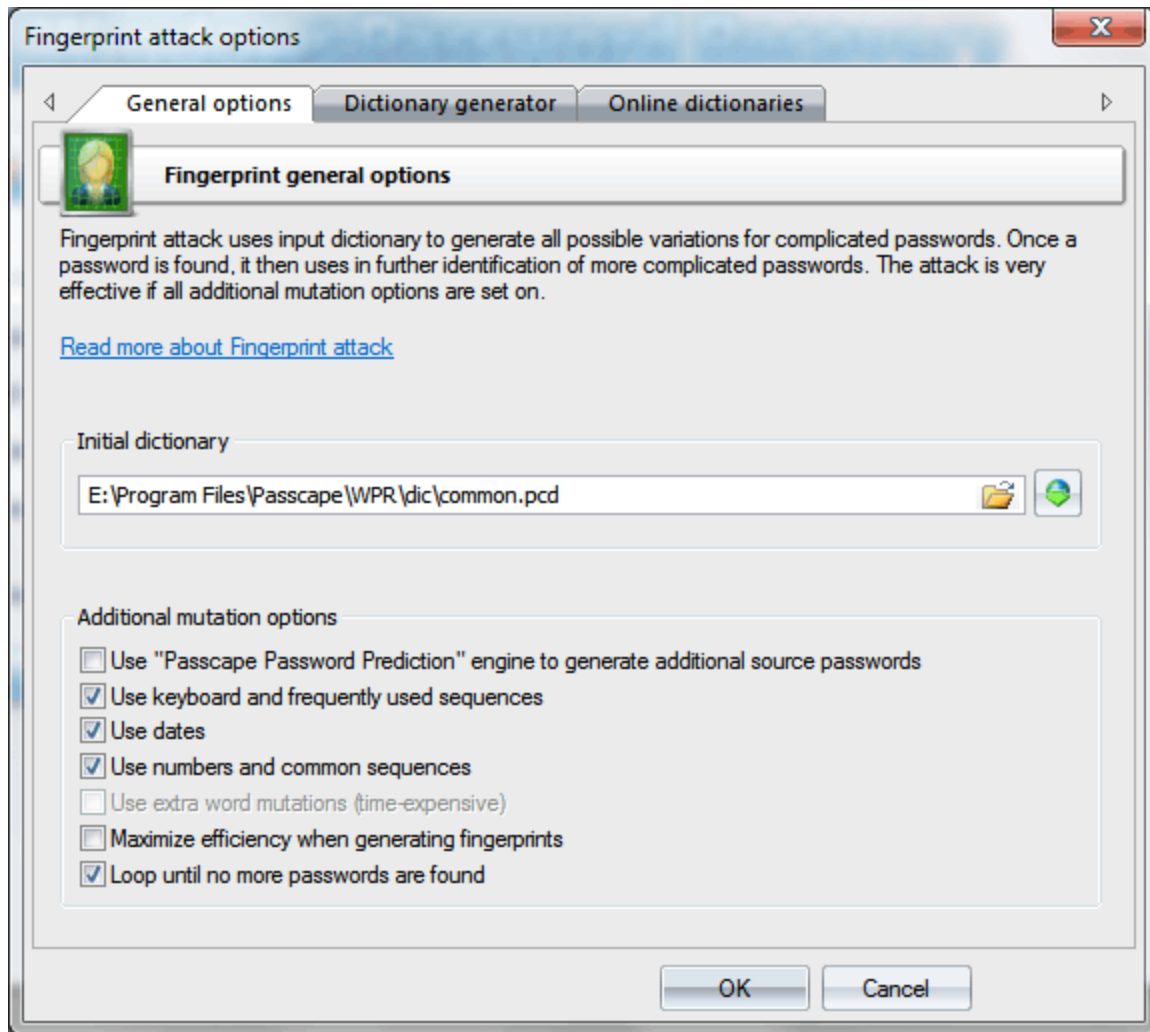 Fingerprint attack options
General options
Dictionary generator
Online dictionaries
Fingerprint general options
Fingerprint attack uses input dictionary to generate all possible variations for complicated passwords. Once a
password is found, it then uses in further identification of more complicated passwords. The attack is very
effective if all additional mutation options are set on.
Read more about Fingerprint attack
Initial dictionary
E:\Program Files\Passcape\WPR\dic\common.pcd
Additional mutation options
Use "Passcape Password Prediction" engine to generate additional source passwords
Use keyboard and frequently used sequences
Use dates
Use numbers and common sequences
Use extra word mutations (time-expensive)
Maximize efficiency when generating fingerprints
Loop until no more passwords are found
OK
Cancel